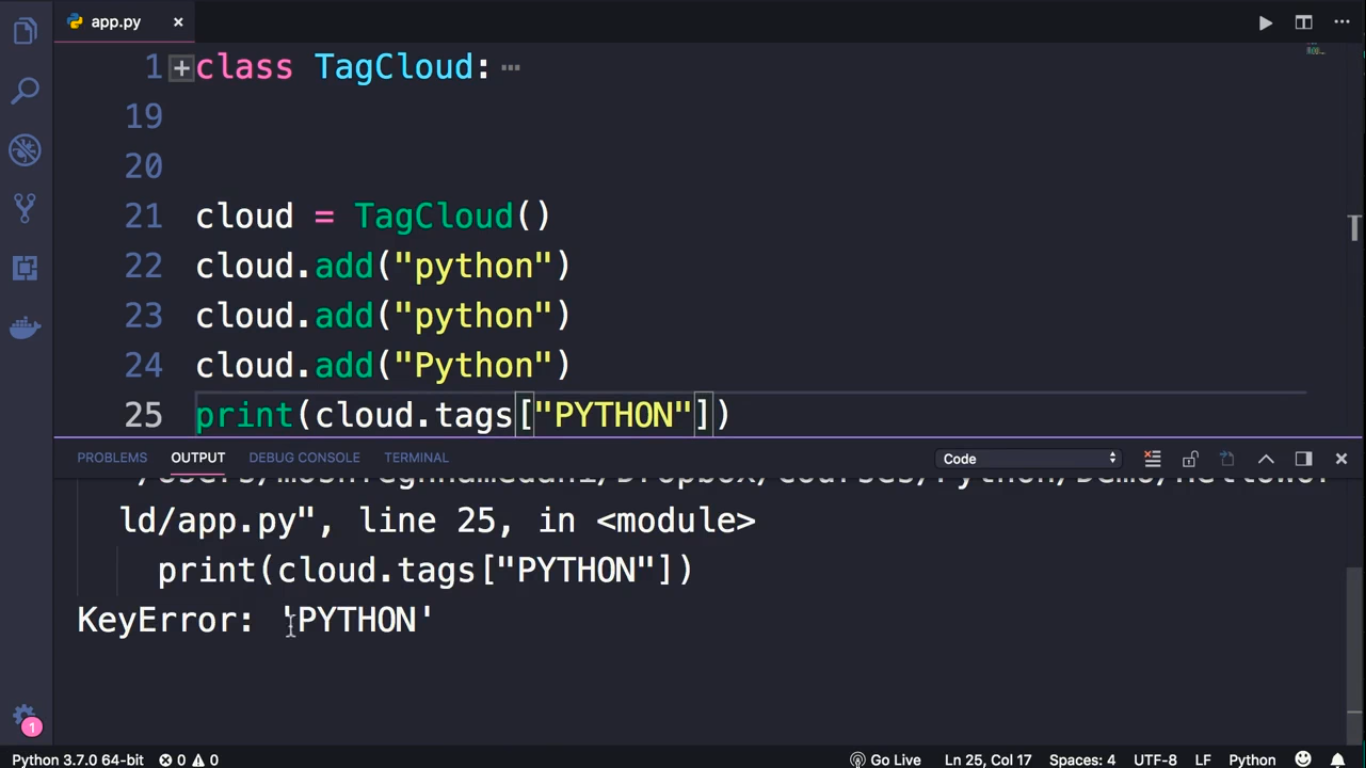 app.py
1 class TagCloud:
19
20
21 cloud = TagCloud()
22 cloud.add("python")
23 cloud.add("python")
24 cloud.add("Python")
25 print(cloud.tags["PYTHON"])
PROBLEMS OUTPUT DEBUG CONSOLE TERMINAL Code
ld/app.py", line 25, in <module>
print(cloud.tags["PYTHON"])
KeyError: 'PYTHON'
1
Python 3.7.0 64-bit 0 0 Go Live Ln 25, Col 17 Spaces: 4 UTF-8 LF Python